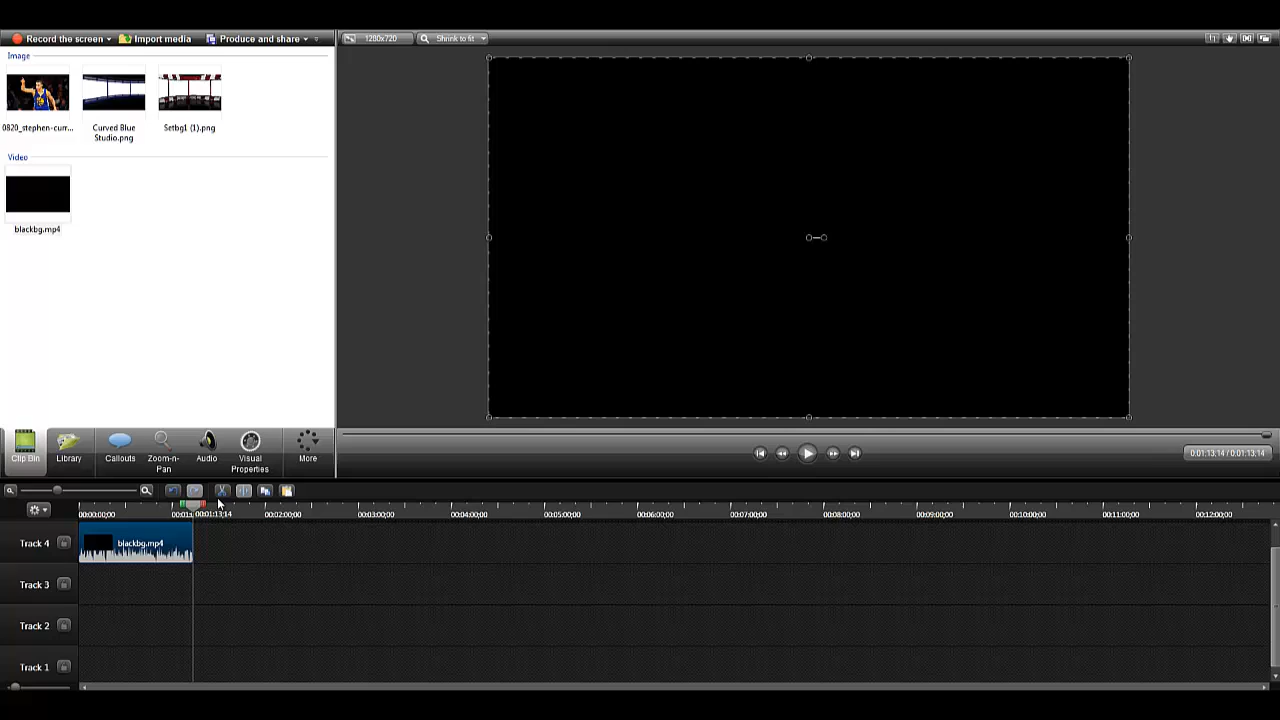 Record the screen
Import media
Produce and share
1280x720
Shrink to fit
Image
0820_stephen-curr...
Curved Blue
Studio.png
Setbg1 (1).png
Video
blackbg.mp4
Clip Bin
Library
Callouts
Zoom-n-
Pan
Audio
Visual
Properties
More
0:01:13;14 / 0:01:13;14
00:00:00;00
00:01:13;14
00:02:00;00
00:03:00;00
00:04:00;00
00:05:00;00
00:06:00;00
00:07:00;00
00:08:00;00
00:09:00;00
00:10:00;00
00:11:00;00
00:12:00;00
Track 4
blackbg.mp4
Track 3
Track 2
Track 1